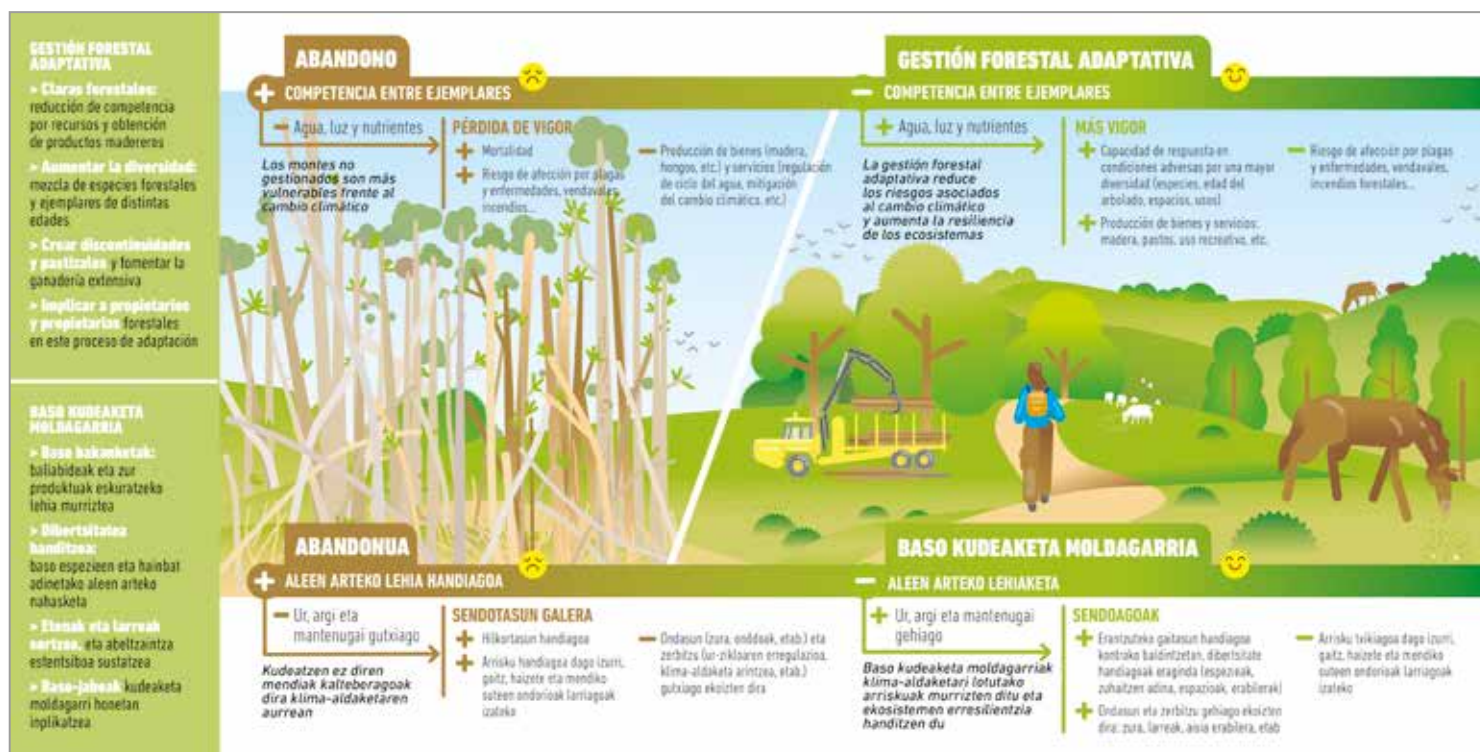 GESTIÓN FORESTAL
ADAPTATIVA
> Claras forestales:
reducción de competencia
por recursos y obtención
de productos madereros
> Aumentar la diversidad:
mezcla de especies forestales
y ejemplares de distintas
edades
> Crear discontinuidades
y pastizales y fomentar la
ganadería extensiva
> Implicar a propietarios
y propietarias forestales
en este proceso de adaptación
BASO KUDEAKETA
MOLDAGARRIA
> Baso bakanketak:
baliabideak eta zur
produktuak eskuratzeko
lehia murriztea
> Dibertsitatea
handitzea:
baso espezieen eta hainbat
adinetako aleen arteko
nahasketa
> Etenak eta larreak
sortzea, eta abeltzaintza
estentsiboa sustatzea
> Baso-jabeak kudeaketa
moldagarri honetan
inplikatzea
ABANDONO
+ COMPETENCIA ENTRE EJEMPLARES
- Agua, luz y nutrientes
Los montes no
gestionados son más
vulnerables frente al
cambio climático
PÉRDIDA DE VIGOR
+ Mortalidad
+ Riesgo de afección por plagas
y enfermedades, vendavales,
incendios...
- Producción de bienes (madera,
hongos, etc.) y servicios (regulación
de ciclo del agua, mitigación
del cambio climático, etc.)
GESTIÓN FORESTAL ADAPTATIVA
- COMPETENCIA ENTRE EJEMPLARES
+ Agua, luz y nutrientes
La gestión forestal
adaptativa reduce
los riesgos asociados
al cambio climático
y aumenta la resiliencia
de los ecosistemas
MÁS VIGOR
+ Capacidad de respuesta en
condiciones adversas por una mayor
diversidad (especies, edad del
arbolado, espacios, usos)
+ Producción de bienes y servicios:
madera, pastos, uso recreativo, etc.
- Riesgo de afección por plagas
y enfermedades, vendavales,
incendios forestales...
ABANDONUA
+ ALEEN ARTEKO LEHIA HANDIAGOA
- Ur, argi eta
mantenugai gutxiago
Kudeatzen ez diren
mendiak kalteberagoak
dira klima-aldaketaren
aurrean
SENDOTASUN GALERA
+ Hilkortasun handiagoa
+ Arrisku handiagoa dago izurri,
gaitz, haizete eta mendiko
suteen ondorioak larriagoak
izateko
- Ondasun (zura, onddoak, etab.) eta
zerbitzu (ur-zikloaren erregulazioa,
klima-aldaketa arintzea, etab.)
gutxiago ekoizten dira
BASO KUDEAKETA MOLDAGARRIA
- ALEEN ARTEKO LEHIAKETA
+ Ur, argi eta mantenugai
gehiago
Baso kudeaketa moldagarriak
klima-aldaketari lotutako
arriskuak murrizten ditu eta
ekosistemen erresilientzia
handitzen du
SENDOAGOAK
+ Erantzuteko gaitasun handiagoa
kontrako baldintzetan, dibertsitate
handiagoak eraginda (espezieak,
zuhaitzen adina, espazioak, erabilerak)
+ Ondasun eta zerbitzu gehiago ekoizten
dira: zura, larreak, aisia erabilera, etab
- Arrisku txikiagoa dago izurri,
gaitz, haizete eta mendiko
suteen ondorioak larriagoak
izateko